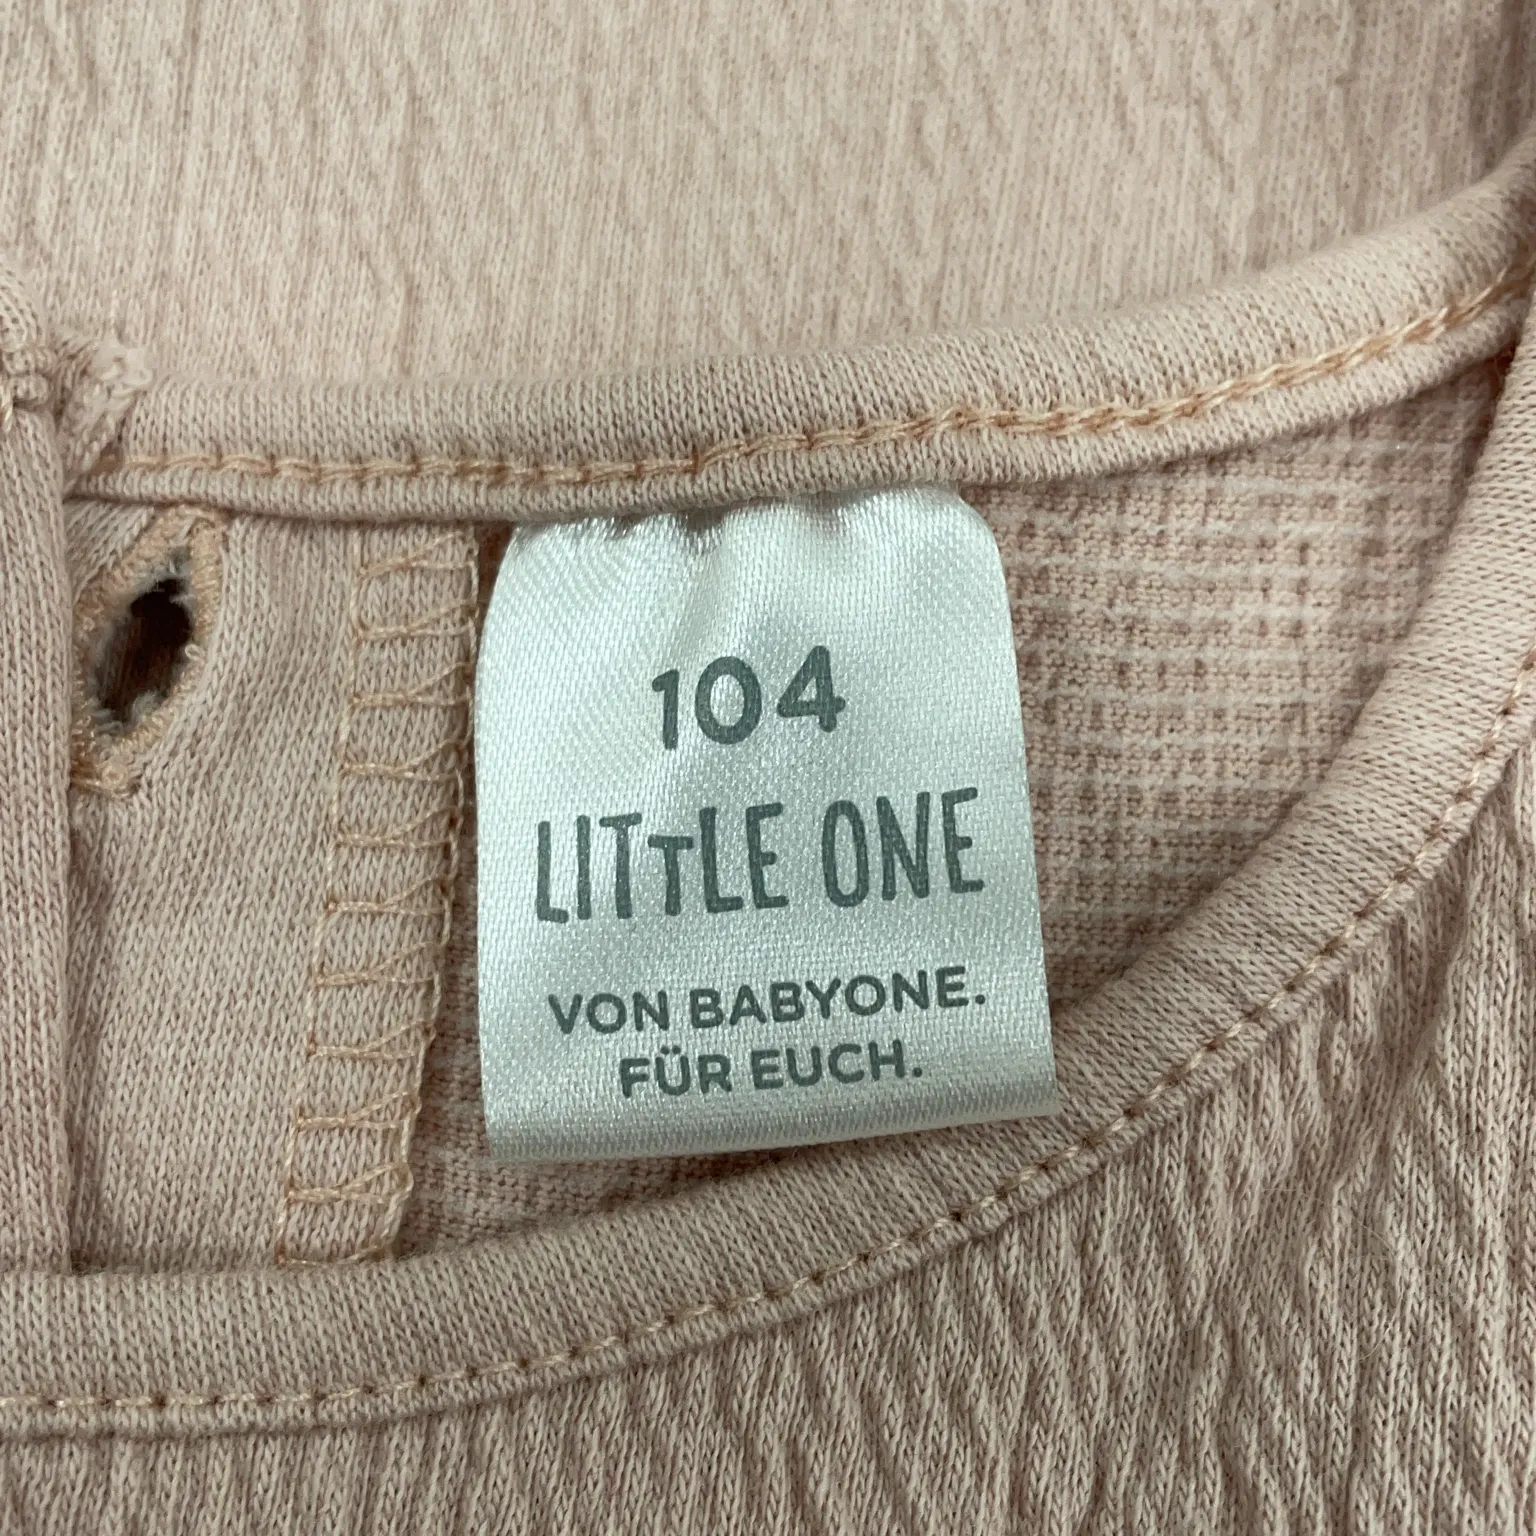 104
LITTLE ONE
VON BABYONE.
FÜR EUCH.